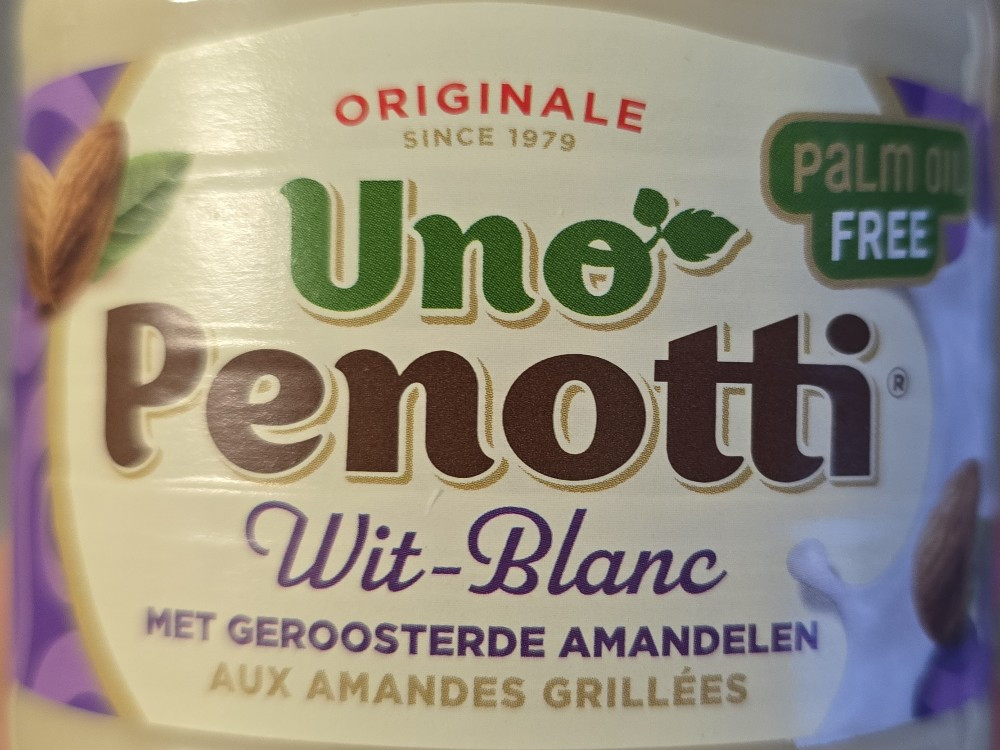 ORIGINALE
SINCE 1979
PALM OIL
FREE
Uno
Penotti®
Wit-Blanc
MET GEROOSTERDE AMANDELEN
AUX AMANDES GRILLÉES